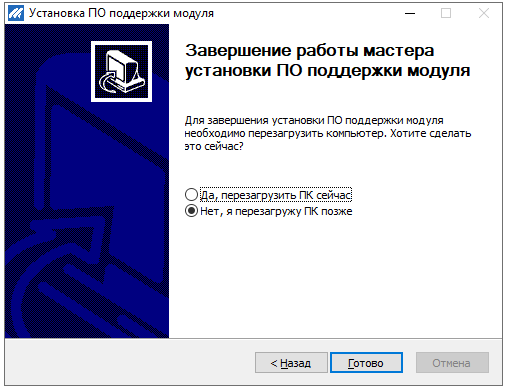 Установка ПО поддержки модуля
Завершение работы мастера
установки ПО поддержки модуля
Для завершения установки ПО поддержки модуля
необходимо перезагрузить компьютер. Хотите сделать
это сейчас?
Да, перезагрузить ПК сейчас
Нет, я перезагружу ПК позже
< Назад
Готово
Отмена